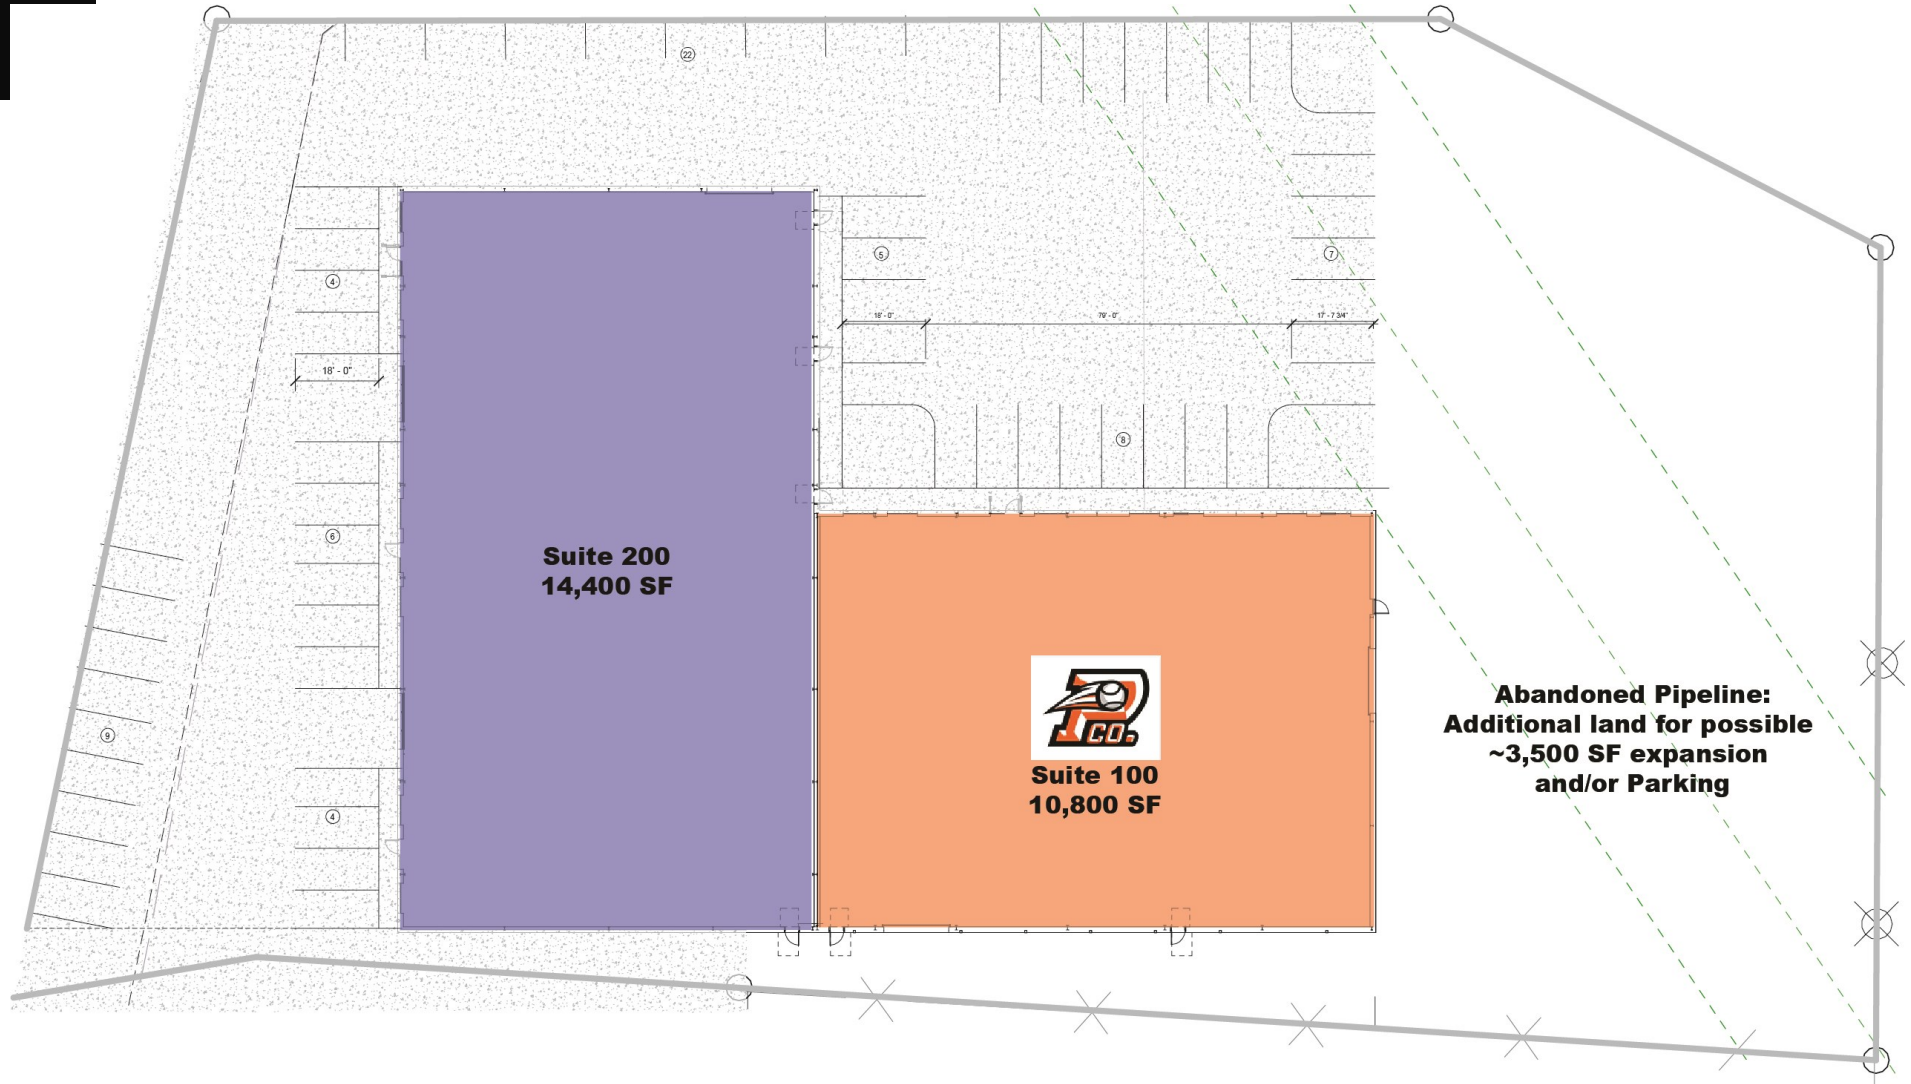 22
4
5
7
18' - 0"
79' - 0"
17' - 7 3/4"
18' - 0"
8
6
Suite 200
14,400 SF
9
4
P
CO.
Suite 100
10,800 SF
Abandoned Pipeline:
Additional land for possible
~3,500 SF expansion
and/or Parking